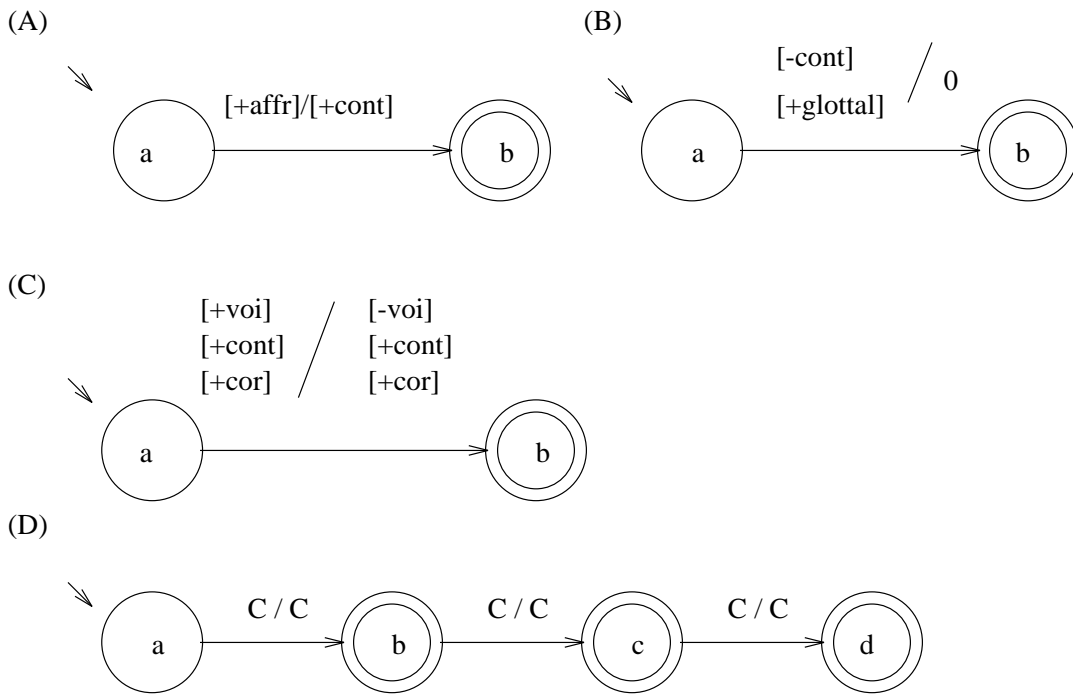 (A)
[+affr]/[+cont]
a
b
(B)
[-cont]
[+glottal] / 0
a
b
(C)
[+voi] [-voi]
[+cont] / [+cont]
[+cor] [+cor]
a
b
(D)
C / C C / C C / C
a b c d